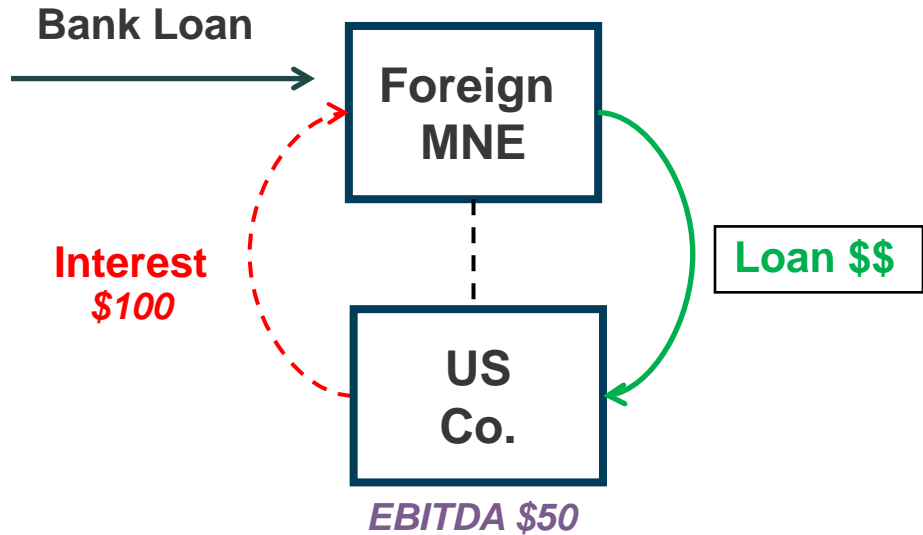 Bank Loan
Foreign
MNE
Interest
$100
Loan $$
US
Co.
EBITDA $50